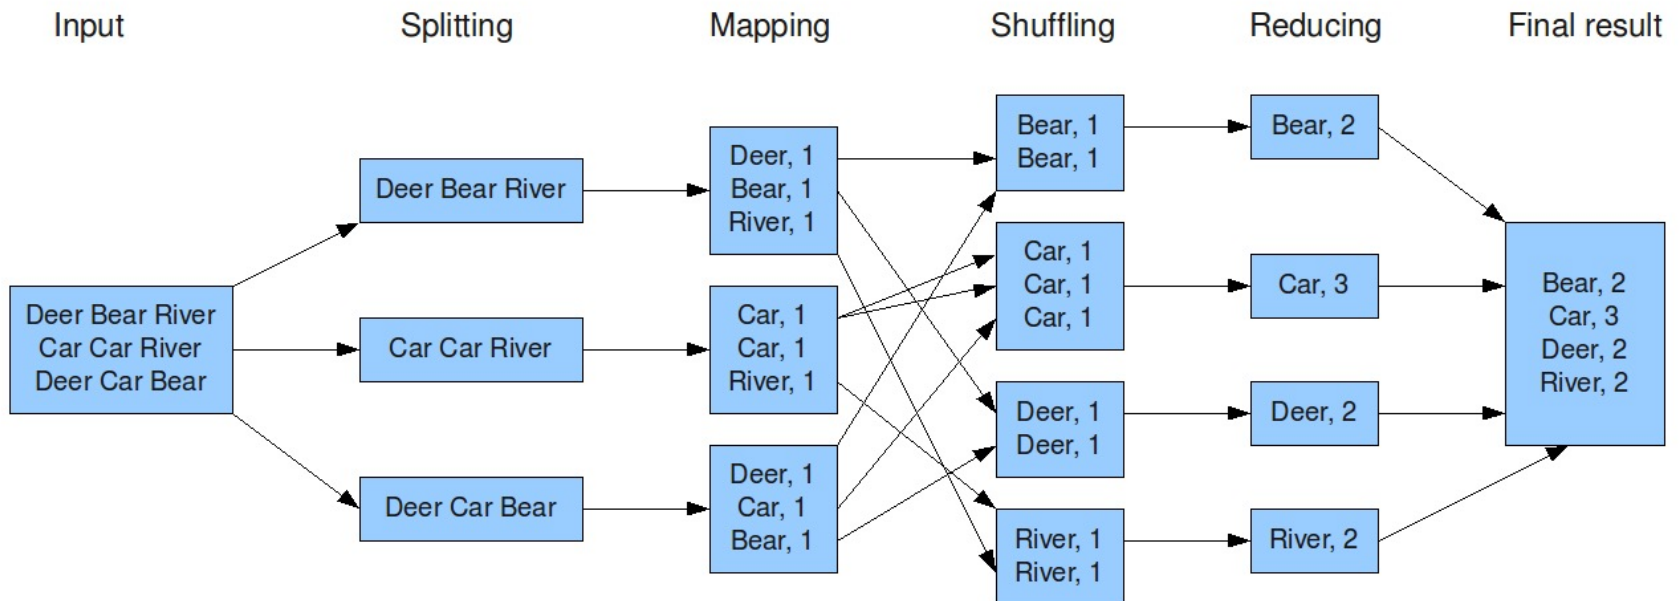 Input
Splitting
Mapping
Shuffling
Reducing
Final result
Deer Bear River
Car Car River
Deer Car Bear
Deer Bear River
Car Car River
Deer Car Bear
Deer, 1
Bear, 1
River, 1
Car, 1
Car, 1
River, 1
Deer, 1
Car, 1
Bear, 1
Bear, 1
Bear, 1
Car, 1
Car, 1
Car, 1
Deer, 1
Deer, 1
River, 1
River, 1
Bear, 2
Car, 3
Deer, 2
River, 2
Bear, 2
Car, 3
Deer, 2
River, 2